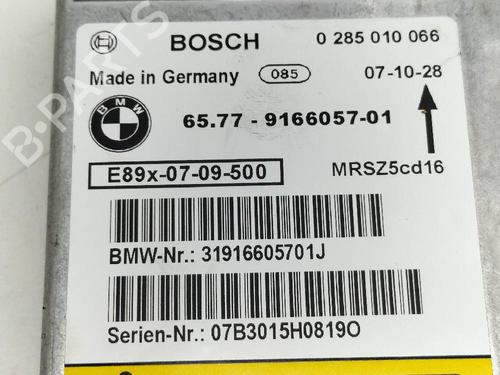 BOSCH 0 285 010 066
Made in Germany 085 07-10-28
BMW
65.77 - 9166057-01
E89x-07-09-500 MRSZ5cd16
BMW-Nr.: 31916605701J
Serien-Nr.: 07B3015H0819O
B-PARTS